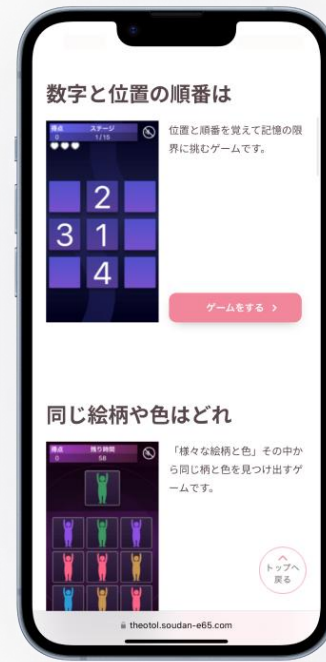 数字と位置の順番は
得点 ステージ
0 1/15
位置と順番を覚えて記憶の限
界に挑むゲームです。
2
3 1
4
ゲームをする
同じ絵柄や色はどれ
得点 残り時間
0 58
「様々な絵柄と色」その中か
ら同じ柄と色を見つけ出すゲ
ームです。
トップへ
戻る
theotol.soudan-e65.com